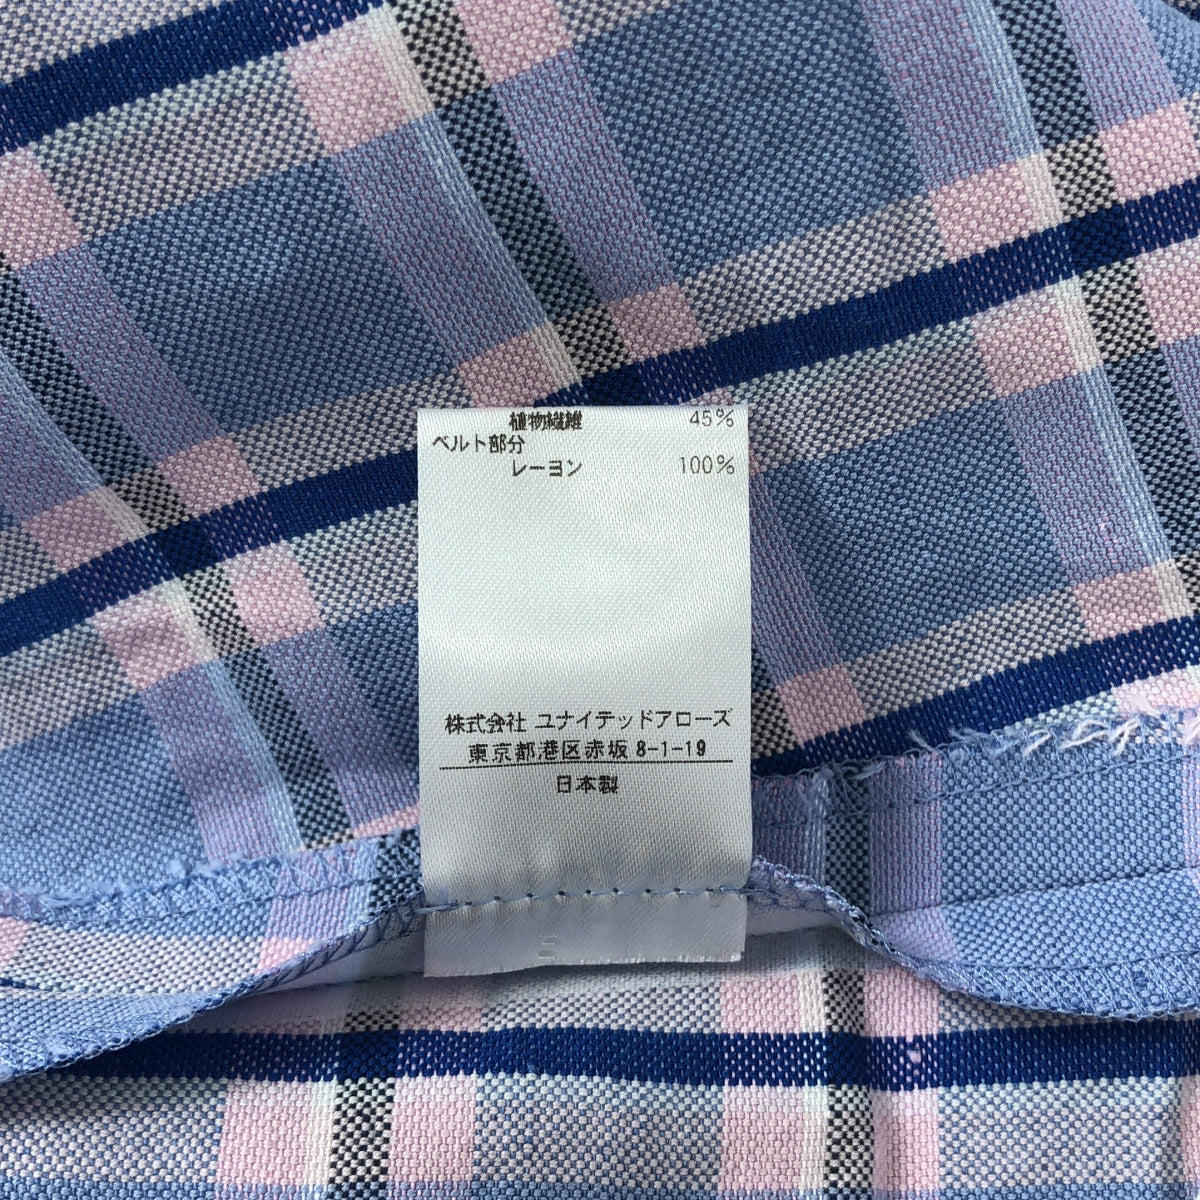 植物繊維 45%
ベルト部分
レーヨン 100%
株式会社 ユナイテッドアローズ
東京都港区赤坂 8-1-19
日本製